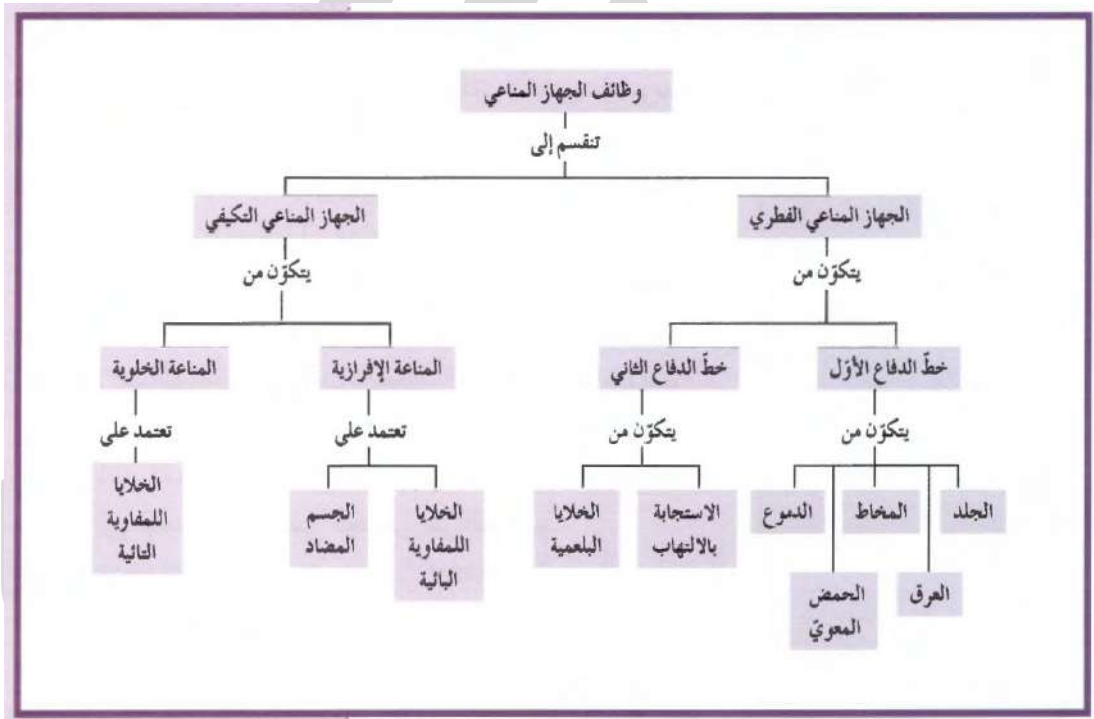 وظائف الجهاز المناعي
تنقسم إلى
الجهاز المناعي الفطري
الجهاز المناعي التكيفي
يتكوّن من
يتكوّن من
خطّ الدفاع الأوّل
خطّ الدفاع الثاني
المناعة الإفرازية
المناعة الخلوية
يتكوّن من
يتكوّن من
تعتمد على
تعتمد على
الجلد
المخاط
الدموع
العرق
الحمض
المعويّ
الاستجابة
بالالتهاب
الخلايا
البلعمية
الخلايا
اللمفاوية
البائية
الجسم
المضاد
الخلايا
اللمفاوية
التائية